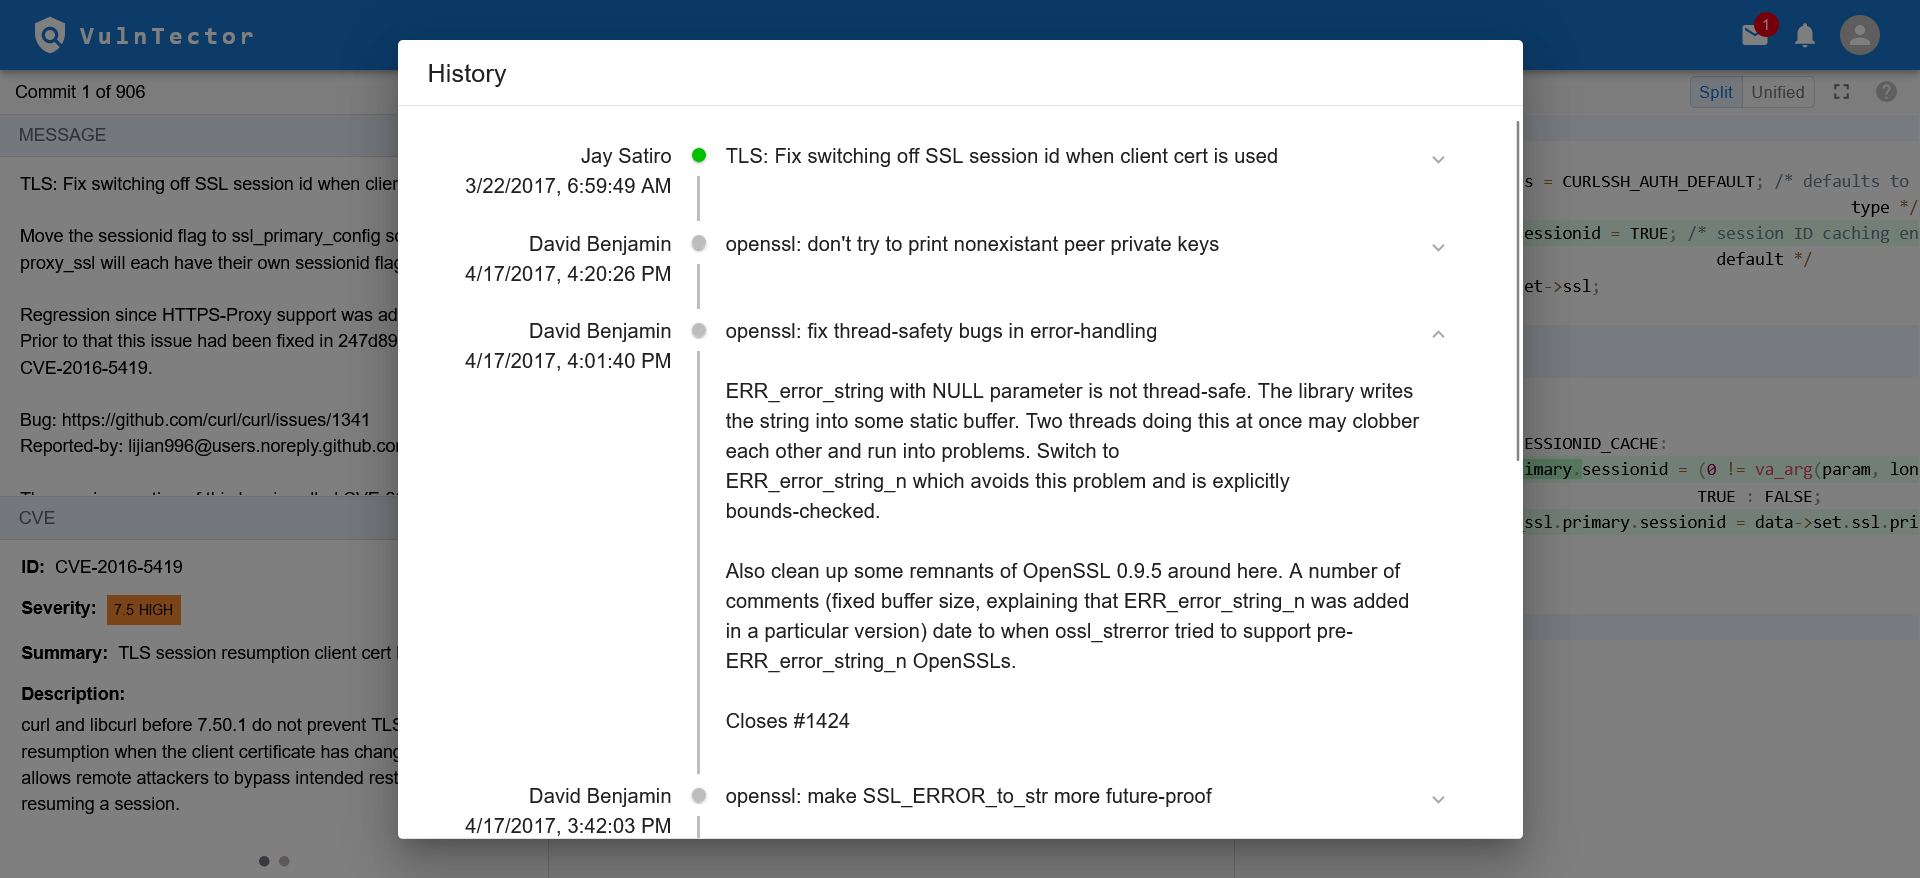 VulnTector
1
Commit 1 of 906
Split
Unified
MESSAGE
TLS: Fix switching off SSL session id when clien
Move the sessionid flag to ssl_primary_config so
proxy_ssl will each have their own sessionid flag
Regression since HTTPS-Proxy support was ad
Prior to that this issue had been fixed in 247d89
CVE-2016-5419.
Bug: https://github.com/curl/curl/issues/1341
Reported-by: lijian996@users.noreply.github.co
CVE
ID: CVE-2016-5419
Severity: 7.5 HIGH
Summary: TLS session resumption client cert
Description:
curl and libcurl before 7.50.1 do not prevent TLS
resumption when the client certificate has chang
allows remote attackers to bypass intended rest
resuming a session.
History
Jay Satiro
3/22/2017, 6:59:49 AM
TLS: Fix switching off SSL session id when client cert is used
David Benjamin
4/17/2017, 4:20:26 PM
openssl: don't try to print nonexistant peer private keys
David Benjamin
4/17/2017, 4:01:40 PM
openssl: fix thread-safety bugs in error-handling
ERR_error_string with NULL parameter is not thread-safe. The library writes
the string into some static buffer. Two threads doing this at once may clobber
each other and run into problems. Switch to
ERR_error_string_n which avoids this problem and is explicitly
bounds-checked.
Also clean up some remnants of OpenSSL 0.9.5 around here. A number of
comments (fixed buffer size, explaining that ERR_error_string_n was added
in a particular version) date to when ossl_strerror tried to support pre-
ERR_error_string_n OpenSSLs.
Closes #1424
David Benjamin
4/17/2017, 3:42:03 PM
openssl: make SSL_ERROR_to_str more future-proof
s = CURLSSH_AUTH_DEFAULT; /* defaults to
type */
essionid = TRUE; /* session ID caching en
default */
et->ssl;
ESSIONID_CACHE:
imary.sessionid = (0 != va_arg(param, lon
TRUE : FALSE;
_ssl.primary.sessionid = data->set.ssl.pri